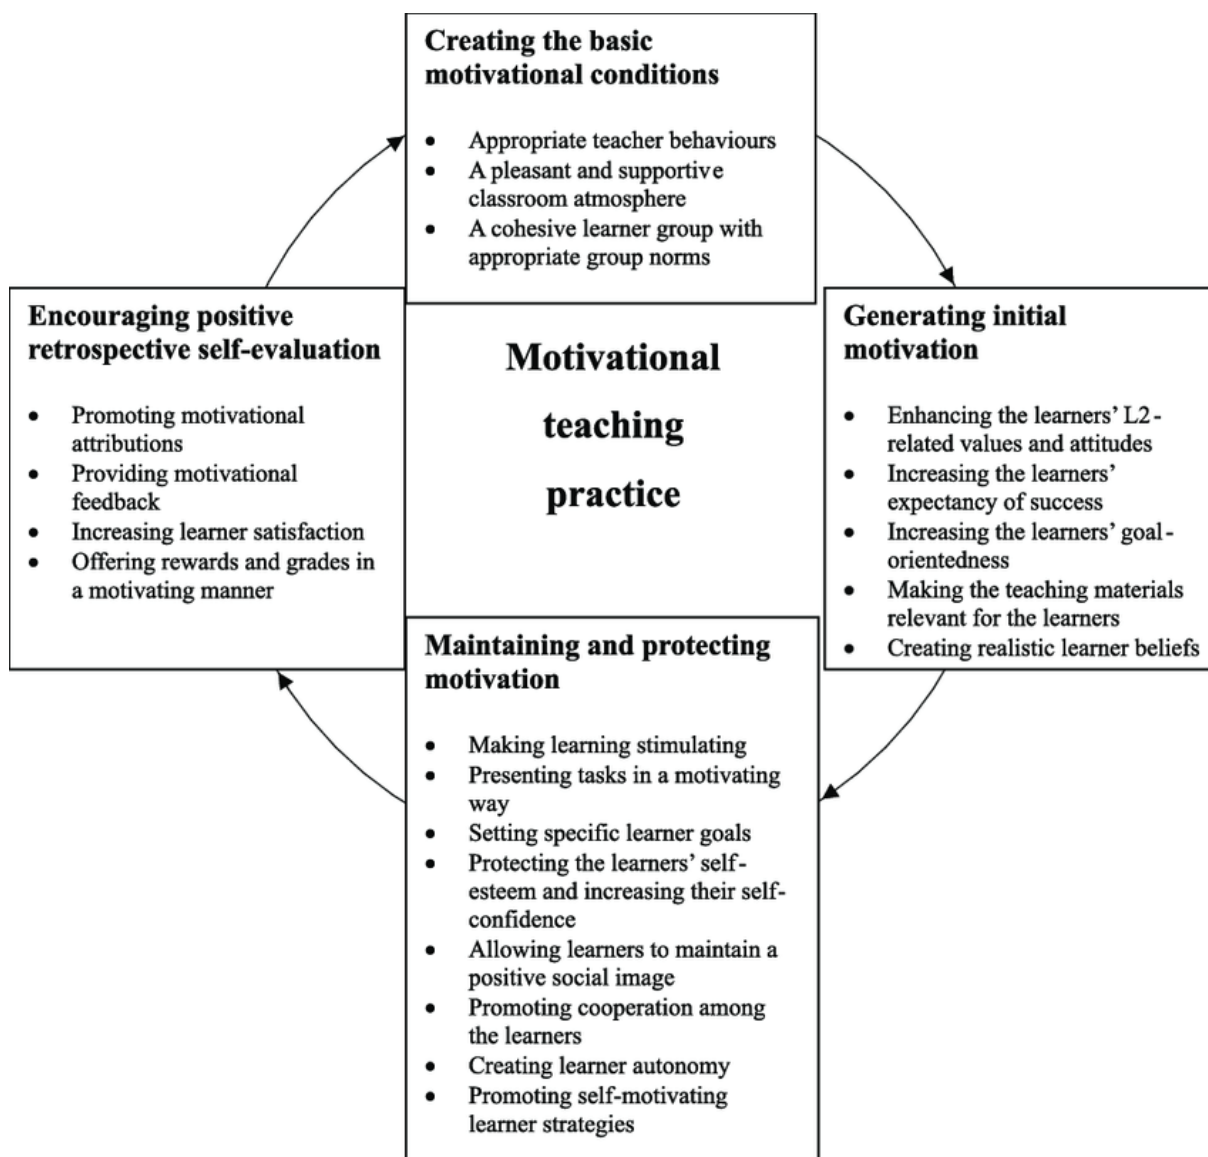 Creating the basic
motivational conditions
• Appropriate teacher behaviours
• A pleasant and supportive
classroom atmosphere
• A cohesive learner group with
appropriate group norms
Encouraging positive
retrospective self-evaluation
• Promoting motivational
attributions
• Providing motivational
feedback
• Increasing learner satisfaction
• Offering rewards and grades in
a motivating manner
Motivational
teaching
practice
Generating initial
motivation
• Enhancing the learners' L2-
related values and attitudes
• Increasing the learners'
expectancy of success
• Increasing the learners' goal-
orientedness
• Making the teaching materials
relevant for the learners
• Creating realistic learner beliefs
Maintaining and protecting
motivation
• Making learning stimulating
• Presenting tasks in a motivating
way
• Setting specific learner goals
• Protecting the learners' self-
esteem and increasing their self-
confidence
• Allowing learners to maintain a
positive social image
• Promoting cooperation among
the learners
• Creating learner autonomy
• Promoting self-motivating
learner strategies